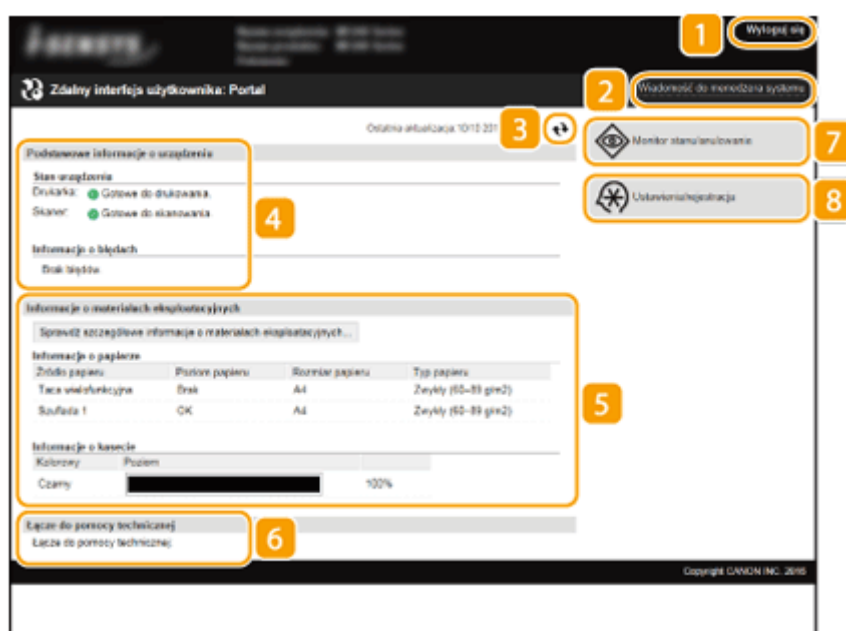 1
Wyloguj się
Zdalny interfejs użytkownika: Portal
2
Wiadomość do menedżera systemu
Ostatnia aktualizacja:
3
Podstawowe informacje o urządzeniu
Stan urządzenia
Drukarka: Gotowe do drukowania.
Skaner: Gotowe do skanowania.
4
Informacje o błędach
Brak błędów.
Monitor stanu/anulowanie
7
Ustawienia/rejestracja
8
Informacje o materiałach eksploatacyjnych
Sprawdź szczegółowe informacje o materiałach eksploatacyjnych...
Informacje o papierze
Źródło papieru Poziom papieru Rozmiar papieru Typ papieru
Taca wielofunkcyjna Brak A4 Zwykły (60–89 g/m2)
Szuflada 1 OK A4 Zwykły (60–89 g/m2)
5
Informacje o kasecie
Kolorowy Poziom
Czarny 100%
Łącze do pomocy technicznej
Łącze do pomocy technicznej:
6
Copyright CANON INC. 2016